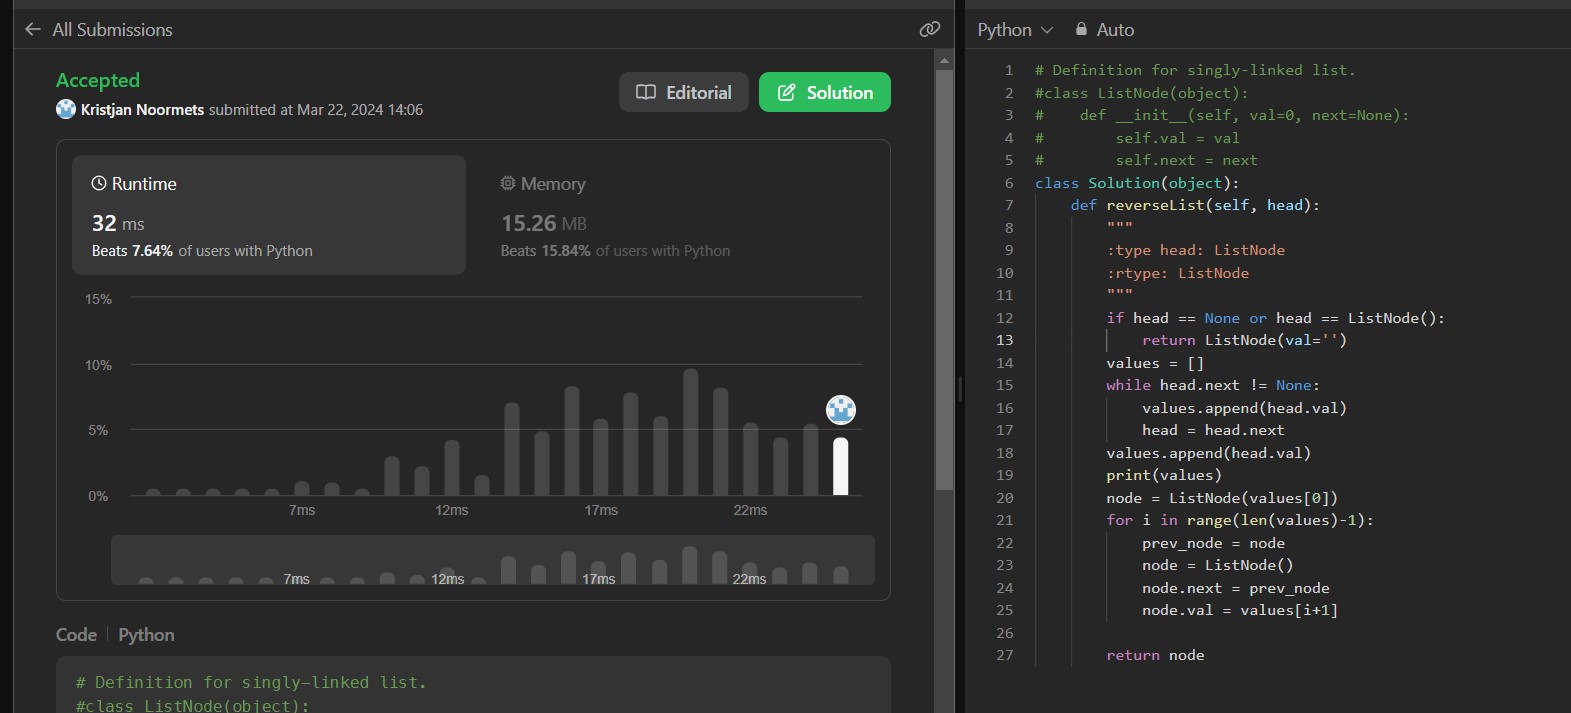 All Submissions
Accepted
Kristjan Noormets submitted at Mar 22, 2024 14:06
Editorial
Solution
Runtime
32 ms
Beats 7.64% of users with Python
Memory
15.26 MB
Beats 15.84% of users with Python
15%
10%
5%
0%
7ms 12ms 17ms 22ms
7ms 12ms 17ms 22ms
Code | Python
# Definition for singly-linked list.
#class ListNode(object):
Python Auto
1 # Definition for singly-linked list.
2 #class ListNode(object):
3 #    def __init__(self, val=0, next=None):
4 #        self.val = val
5 #        self.next = next
6 class Solution(object):
7     def reverseList(self, head):
8         """
9         :type head: ListNode
10         :rtype: ListNode
11         """
12         if head == None or head == ListNode():
13             return ListNode(val='')
14         values = []
15         while head.next != None:
16             values.append(head.val)
17             head = head.next
18         values.append(head.val)
19         print(values)
20         node = ListNode(values[0])
21         for i in range(len(values)-1):
22             prev_node = node
23             node = ListNode()
24             node.next = prev_node
25             node.val = values[i+1]
26
27         return node